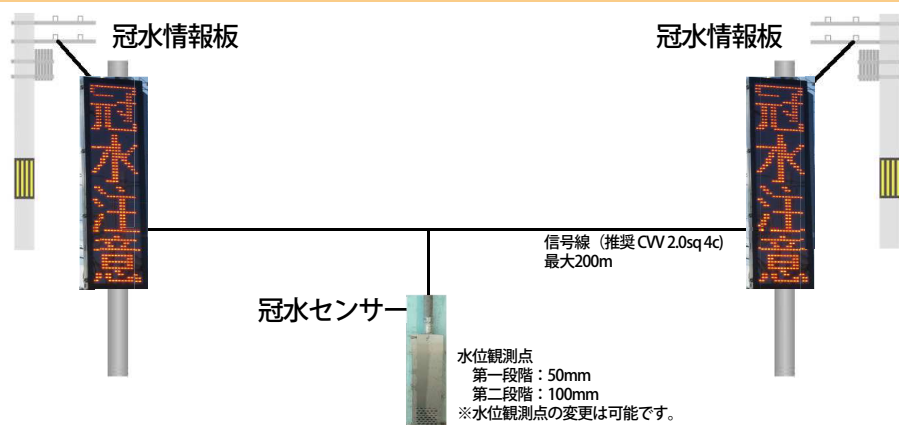 冠水情報板
冠水情報板
冠水注意
冠水注意
信号線（推奨 CVV 2.0sq 4c)
最大200m
冠水センサー
水位観測点
第一段階：50mm
第二段階：100mm
※水位観測点の変更は可能です。